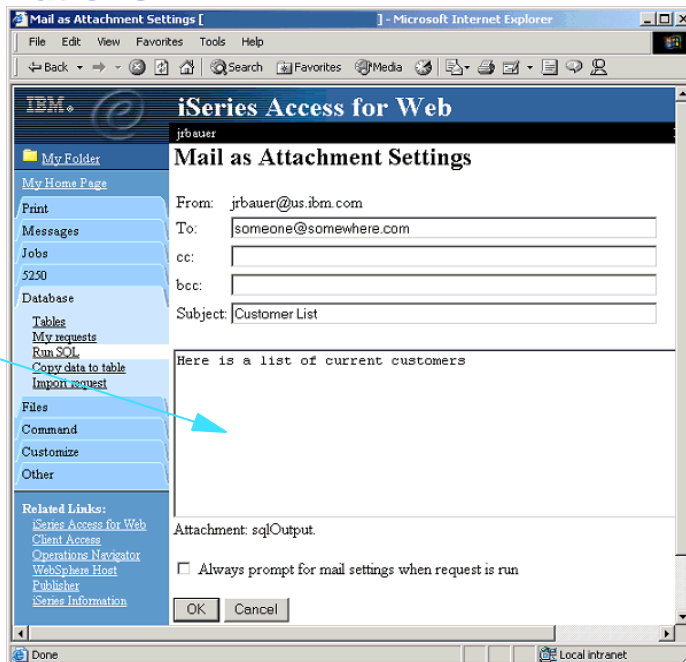 Mail as Attachment Settings [ ] - Microsoft Internet Explorer
File Edit View Favorites Tools Help
Back Search Favorites Media
IBM. iSeries Access for Web
jrbauer
My Folder
My Home Page
Print
Messages
Jobs
5250
Database
Tables
My requests
Run SQL
Copy data to table
Import request
Files
Command
Customize
Other
Related Links:
iSeries Access for Web
Client Access
Operations Navigator
WebSphere Host
Publisher
iSeries Information
Mail as Attachment Settings
From: jrbauer@us.ibm.com
To: someone@somewhere.com
cc:
bcc:
Subject: Customer List
Here is a list of current customers
Attachment: sqlOutput.
Always prompt for mail settings when request is run
OK Cancel
Done Local intranet